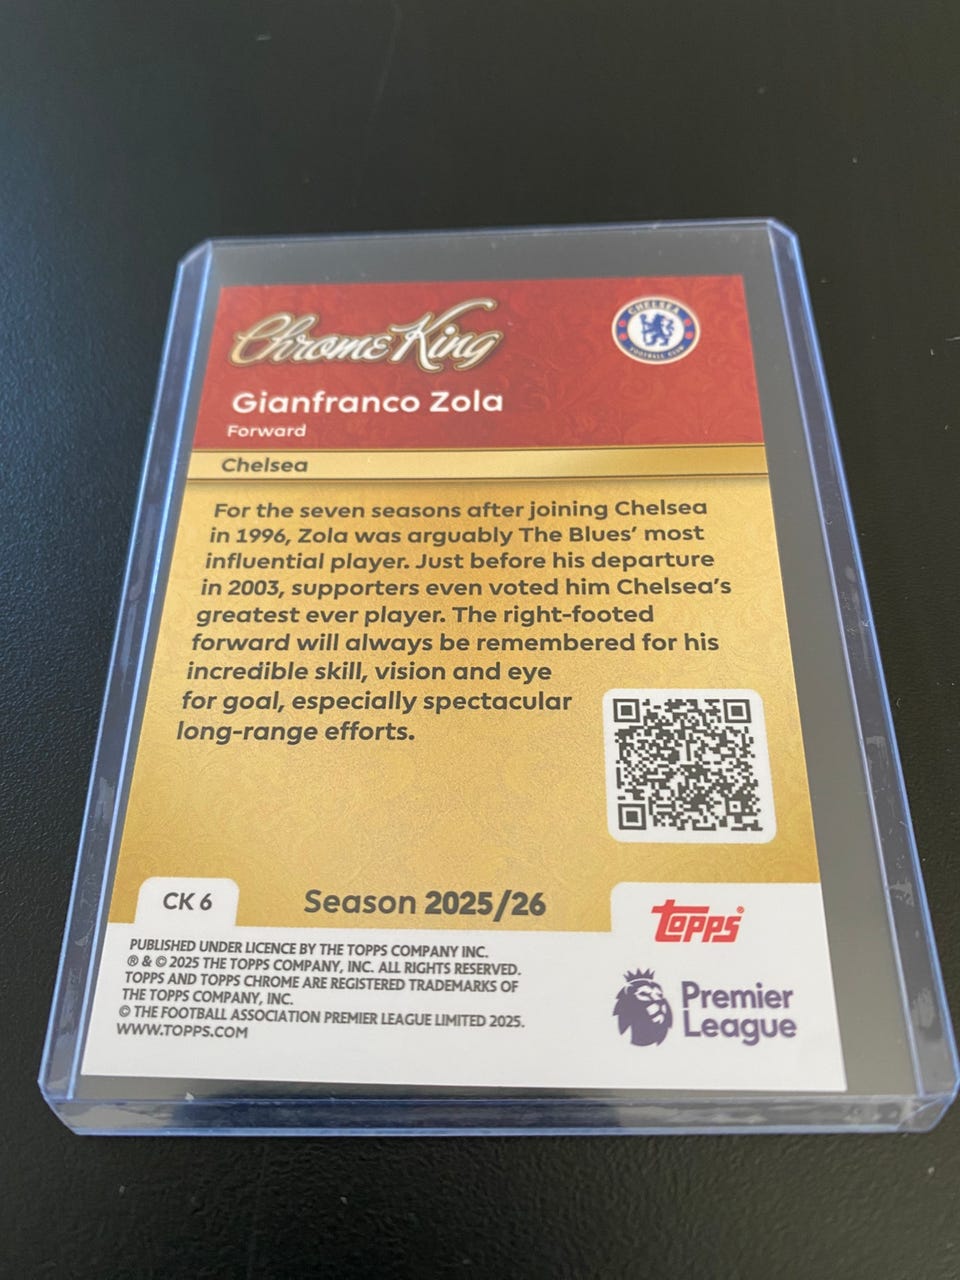 Chrome King
CHELSEA
FOOTBALL CLUB
Gianfranco Zola
Forward
Chelsea
For the seven seasons after joining Chelsea
in 1996, Zola was arguably The Blues' most
influential player. Just before his departure
in 2003, supporters even voted him Chelsea's
greatest ever player. The right-footed
forward will always be remembered for his
incredible skill, vision and eye
for goal, especially spectacular
long-range efforts.
CK 6
Season 2025/26
topps®
PUBLISHED UNDER LICENCE BY THE TOPPS COMPANY INC.
® & © 2025 THE TOPPS COMPANY, INC. ALL RIGHTS RESERVED.
TOPPS AND TOPPS CHROME ARE REGISTERED TRADEMARKS OF
THE TOPPS COMPANY, INC.
© THE FOOTBALL ASSOCIATION PREMIER LEAGUE LIMITED 2025.
WWW.TOPPS.COM
Premier
League